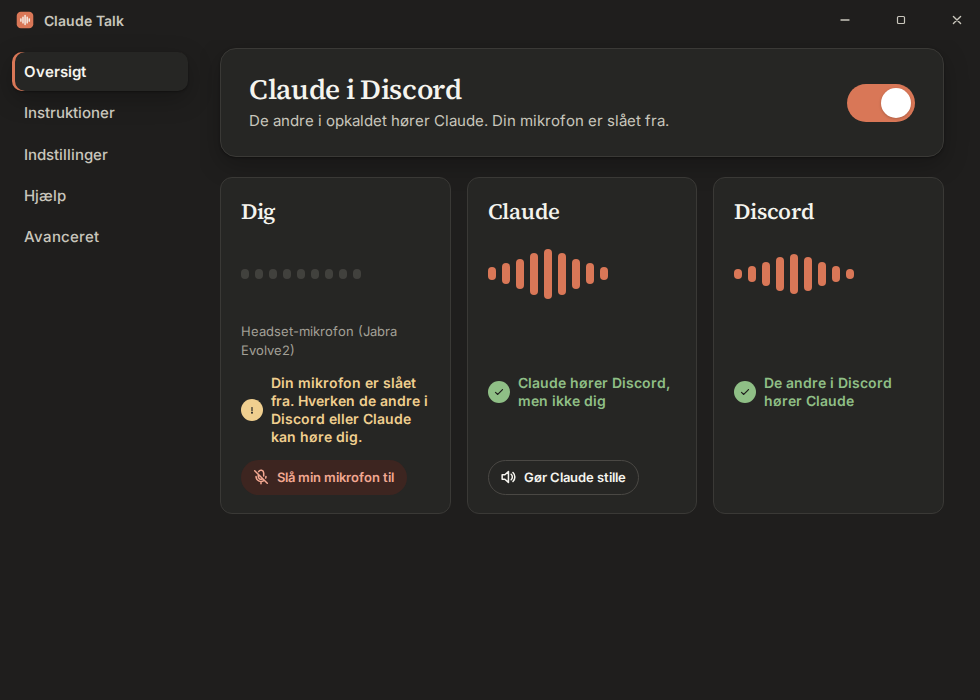 Claude Talk
Oversigt
Instruktioner
Indstillinger
Hjælp
Avanceret
Claude i Discord
De andre i opkaldet hører Claude. Din mikrofon er slået fra.
Dig
Headset-mikrofon (Jabra
Evolve2)
Din mikrofon er slået
fra. Hverken de andre i
Discord eller Claude
kan høre dig.
Slå min mikrofon til
Claude
Claude hører Discord,
men ikke dig
Gør Claude stille
Discord
De andre i Discord
hører Claude